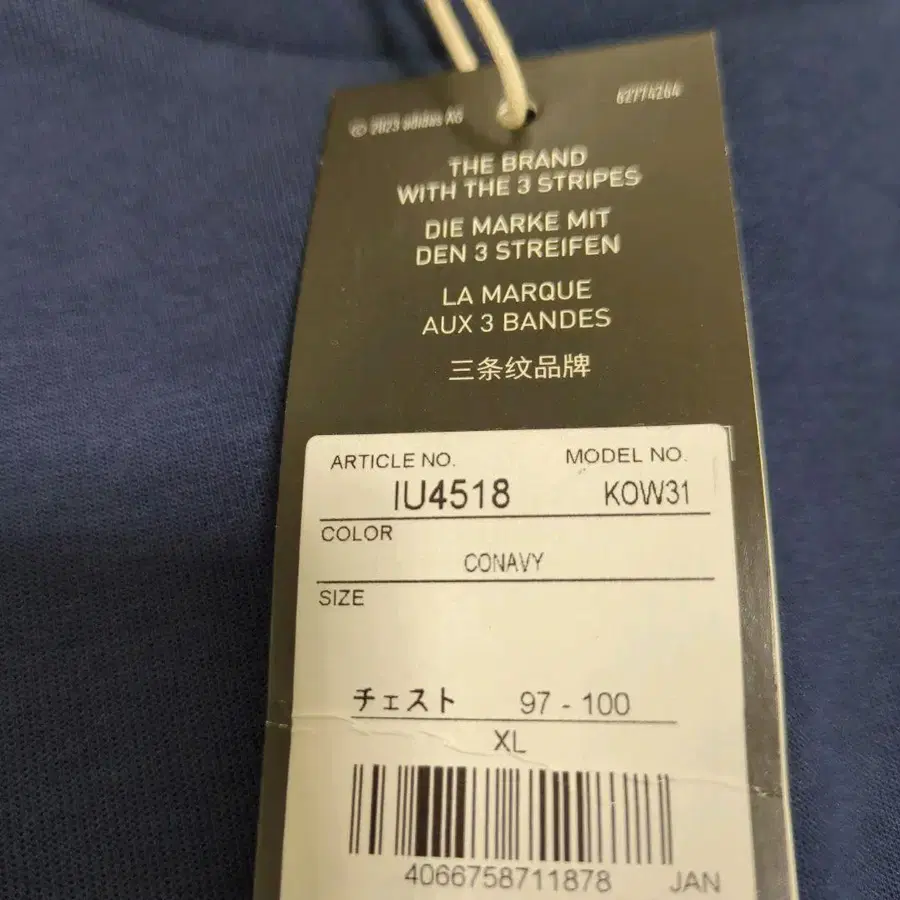 © 2023 adidas AG
62774264
THE BRAND
WITH THE 3 STRIPES
DIE MARKE MIT
DEN 3 STREIFEN
LA MARQUE
AUX 3 BANDES
三条纹品牌
ARTICLE NO. MODEL NO.
IU4518 KOW31
COLOR
CONAVY
SIZE
チェスト 97 - 100
XL
4066758711878 JAN